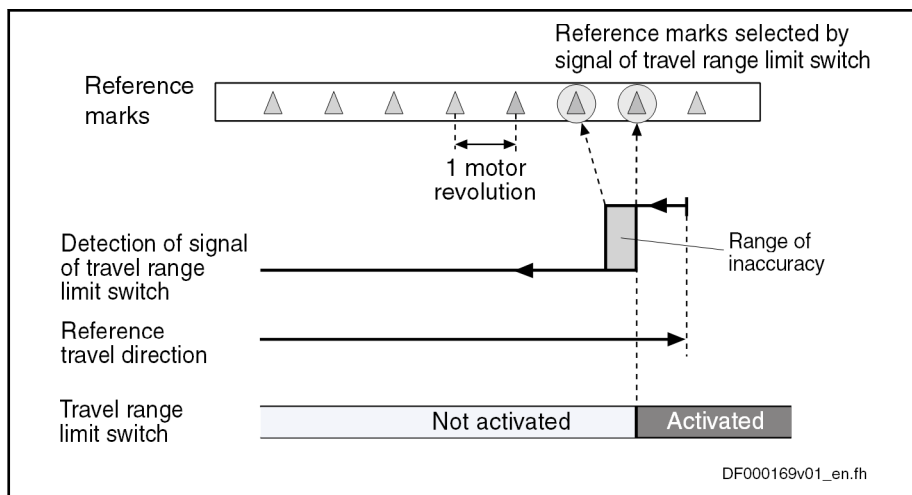 Reference marks selected by
signal of travel range limit switch
Reference
marks
1 motor
revolution
Detection of signal
of travel range
limit switch
Range of
inaccuracy
Reference
travel direction
Travel range
limit switch
Not activated
Activated
DF000169v01_en.fh